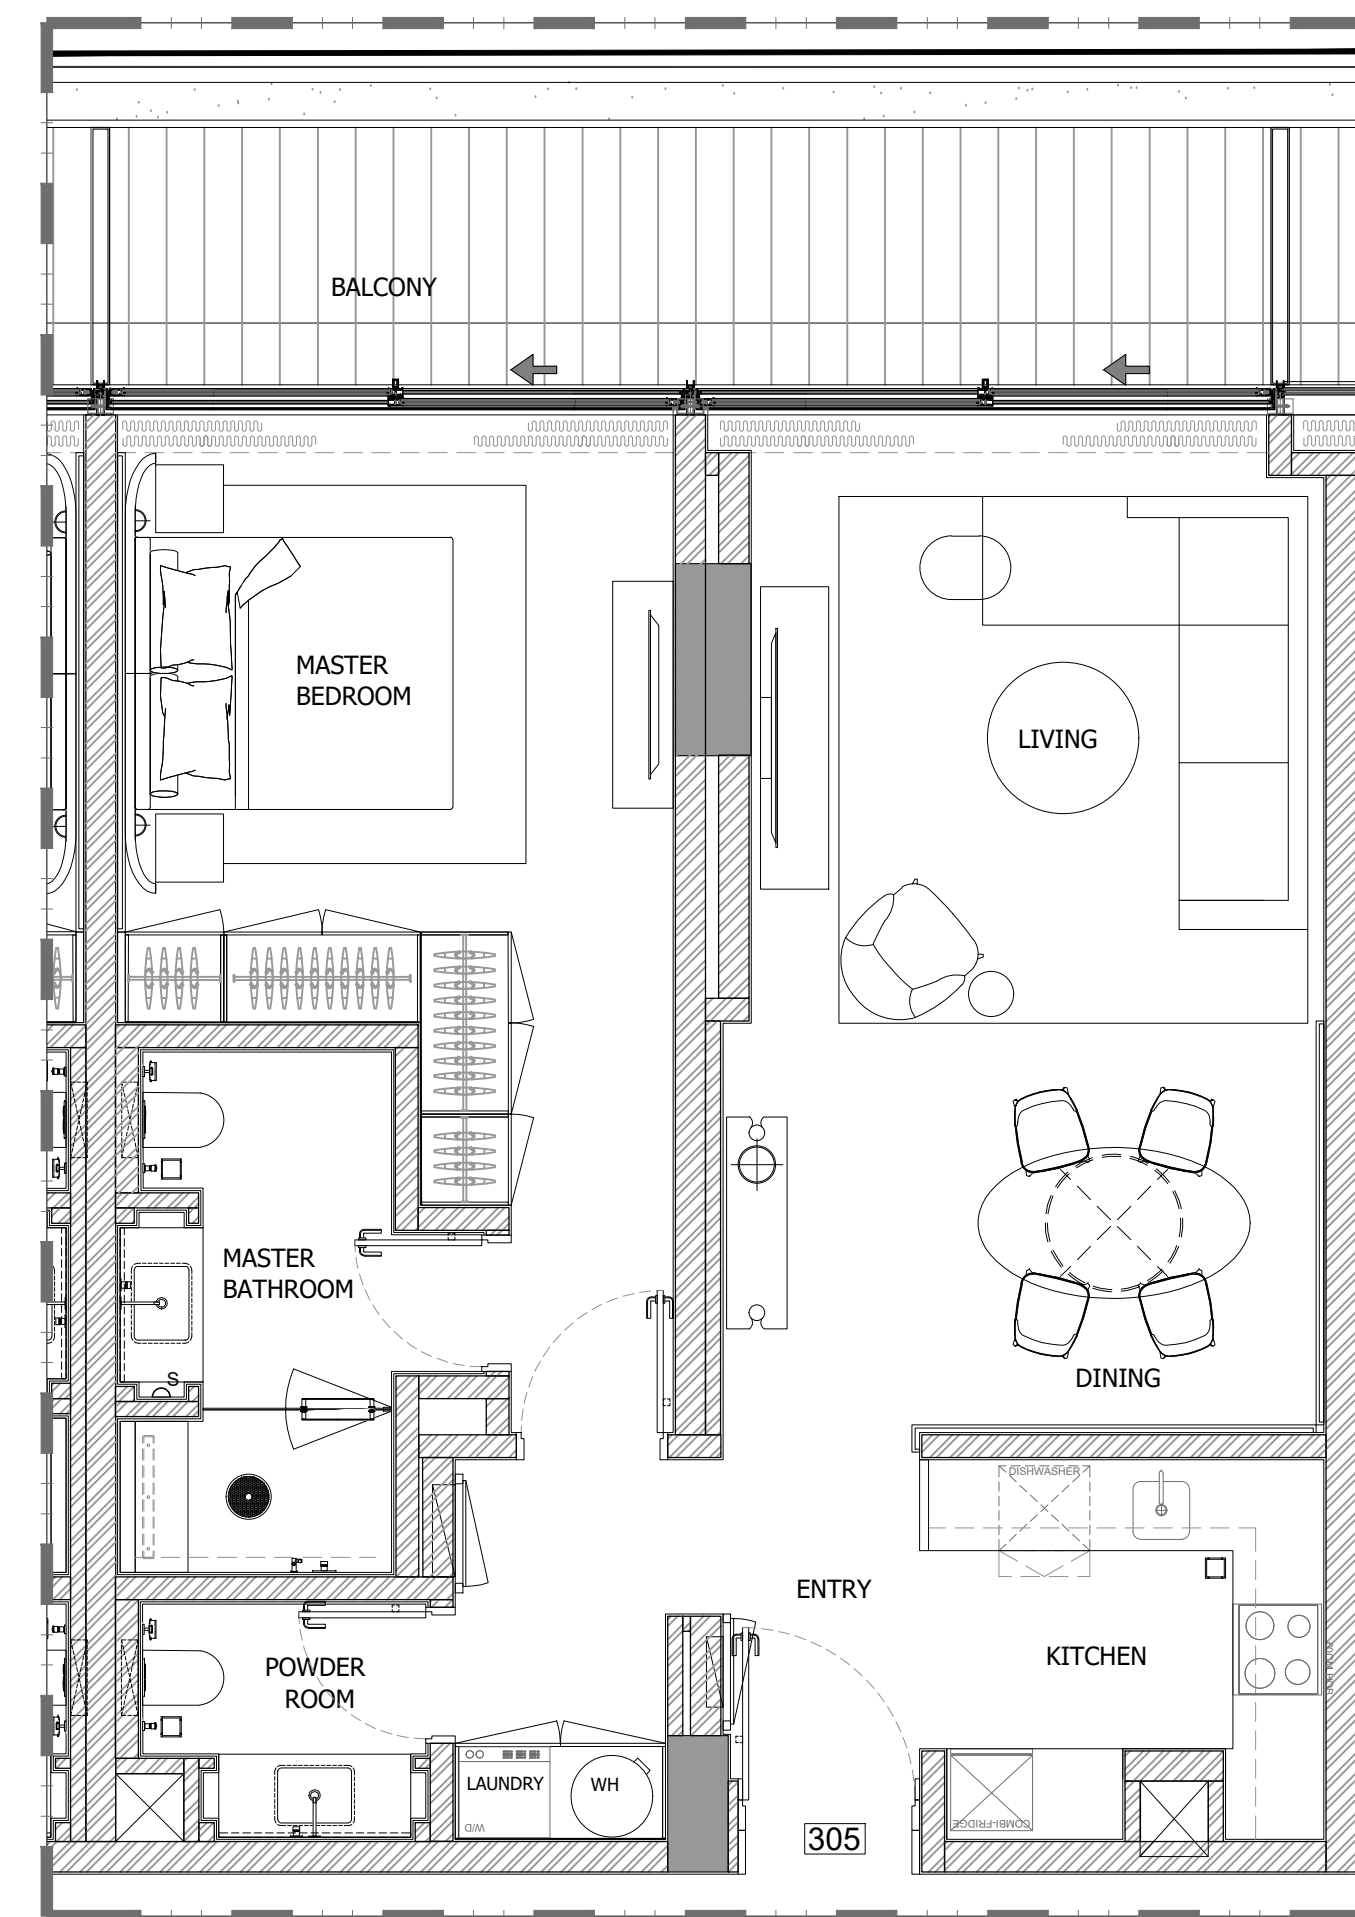 BALCONY
MASTER
BEDROOM
LIVING
MASTER
BATHROOM
S
DINING
DISHWASHER
ENTRY
KITCHEN
POWDER
ROOM
LAUNDRY
WH
W/D
COMBI-FRIDGE
305